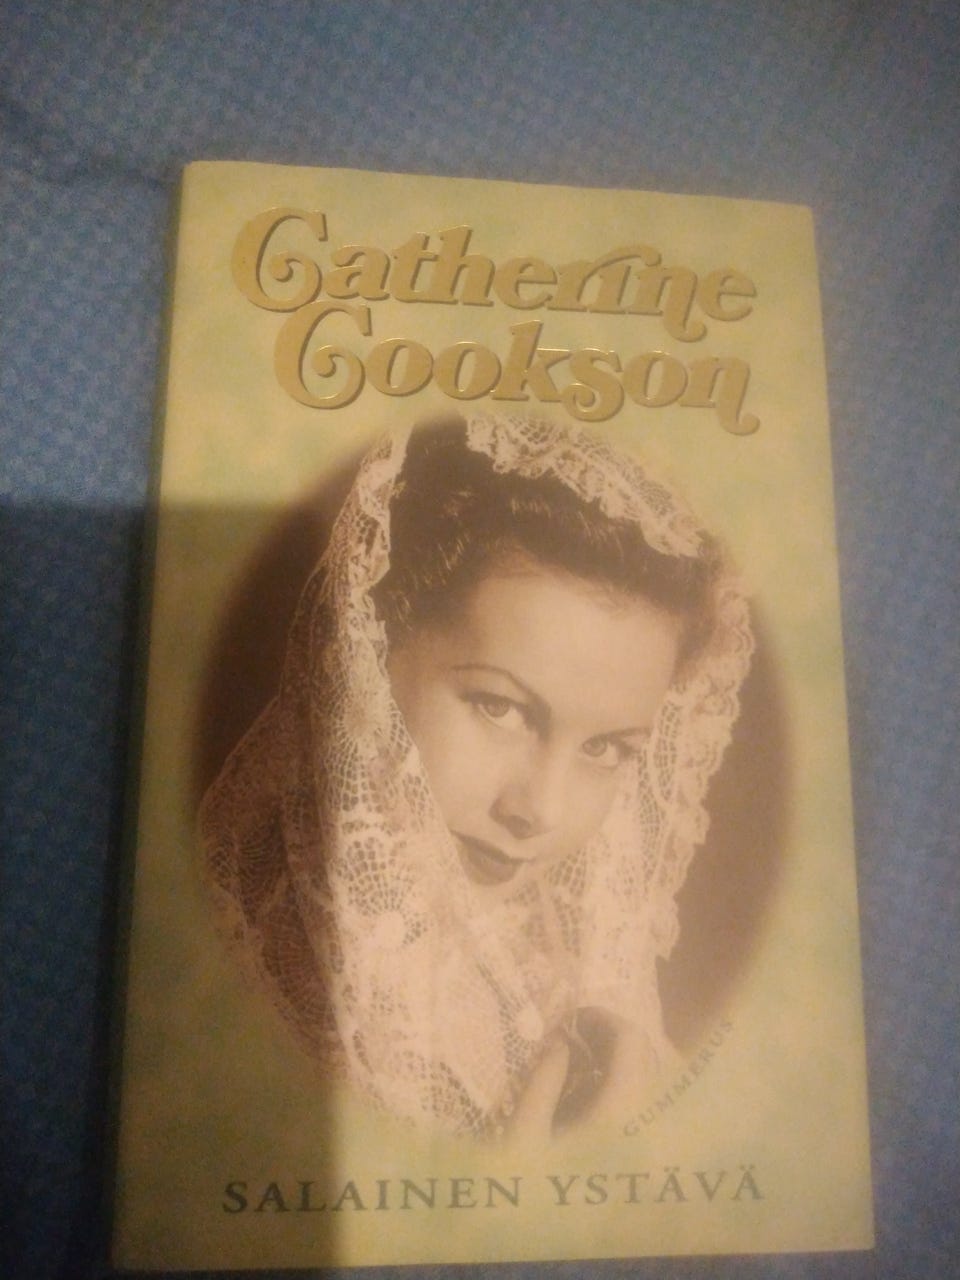 Catherine
Cookson
GUMMERUS
SALAINEN YSTÄVÄ